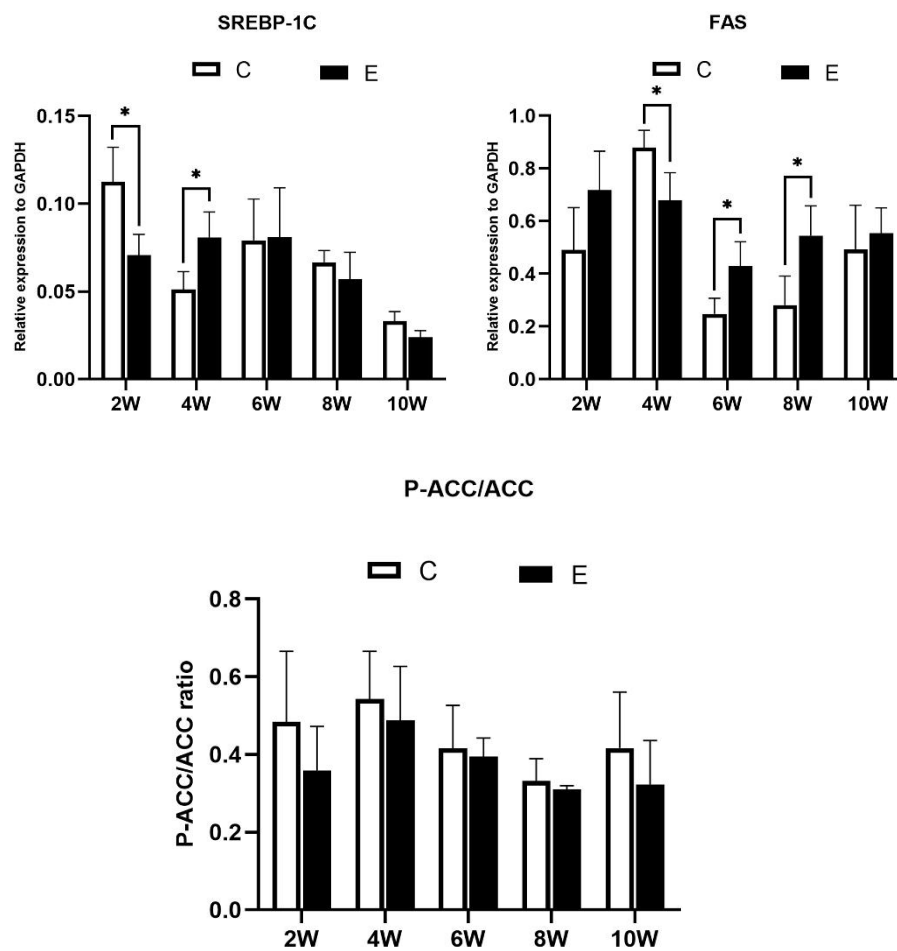 SREBP-1C
C E
Relative expression to GAPDH
0.15
0.10
0.05
0.00
* *
2W 4W 6W 8W 10W
FAS
C E
Relative expression to GAPDH
1.0
0.8
0.6
0.4
0.2
0.0
* * *
2W 4W 6W 8W 10W
P-ACC/ACC
C E
P-ACC/ACC ratio
0.8
0.6
0.4
0.2
0.0
2W 4W 6W 8W 10W